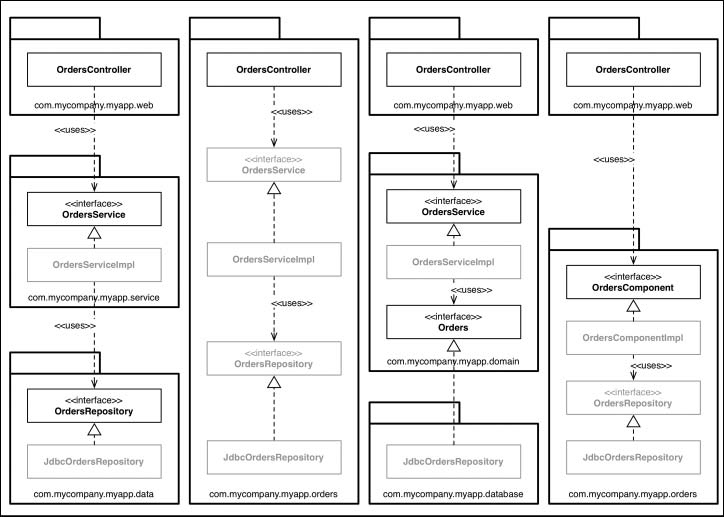 OrdersController
com.mycompany.myapp.web
<<uses>>
<<interface>>
OrdersService
OrdersServiceImpl
com.mycompany.myapp.service
<<uses>>
<<interface>>
OrdersRepository
JdbcOrdersRepository
com.mycompany.myapp.data
OrdersController
<<uses>>
<<interface>>
OrdersService
OrdersServiceImpl
<<uses>>
<<interface>>
OrdersRepository
JdbcOrdersRepository
com.mycompany.myapp.orders
OrdersController
com.mycompany.myapp.web
<<uses>>
<<interface>>
OrdersService
OrdersServiceImpl
<<uses>>
<<interface>>
Orders
com.mycompany.myapp.domain
JdbcOrdersRepository
com.mycompany.myapp.database
OrdersController
com.mycompany.myapp.web
<<uses>>
<<interface>>
OrdersComponent
OrdersComponentImpl
<<uses>>
<<interface>>
OrdersRepository
JdbcOrdersRepository
com.mycompany.myapp.orders